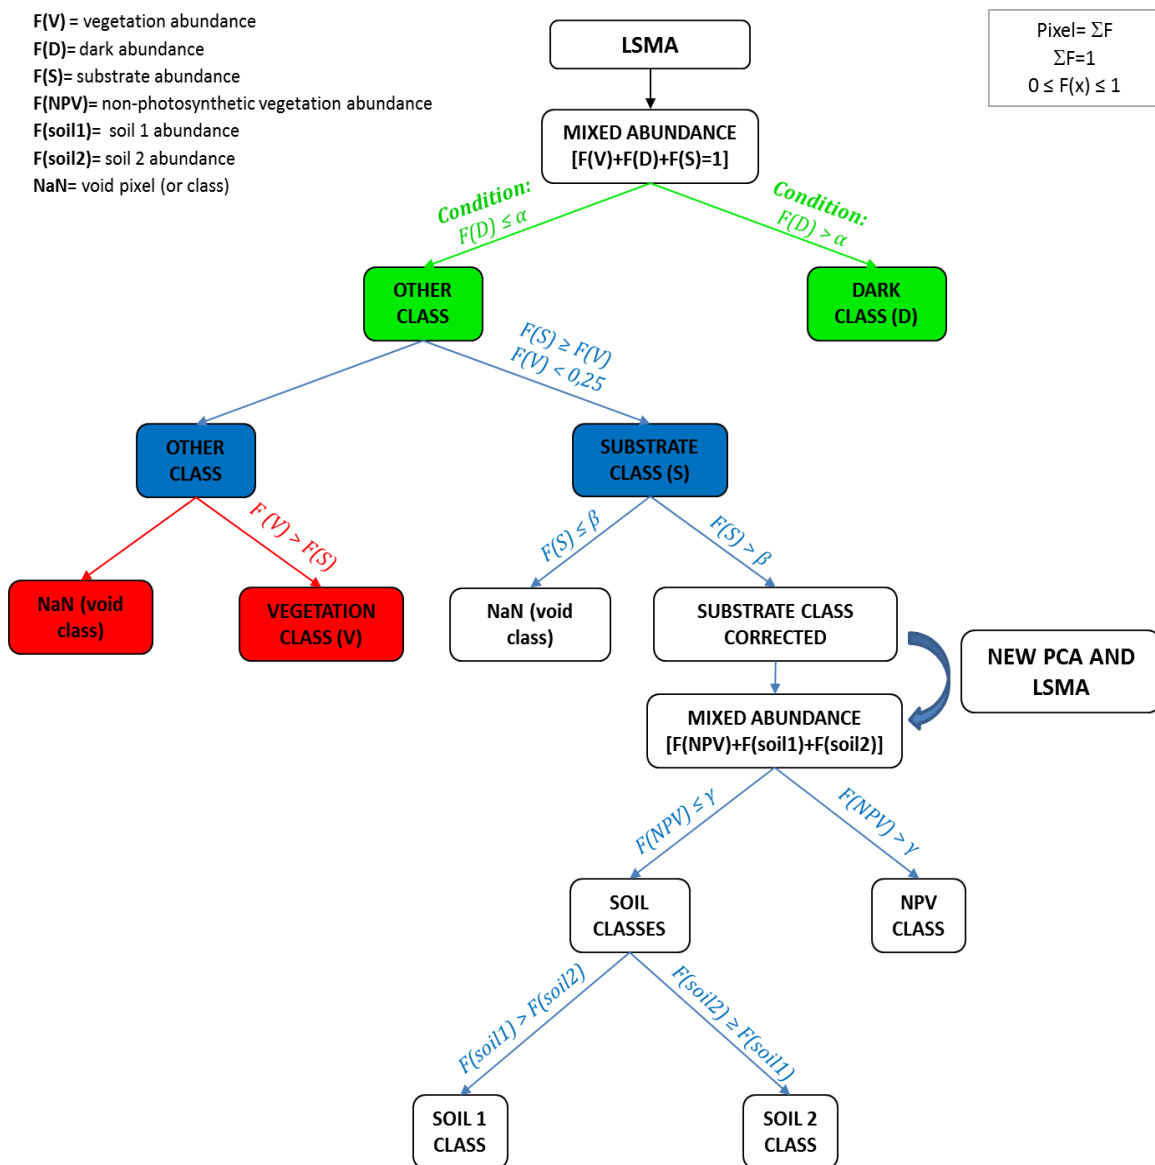 F(V) = vegetation abundance
F(D)= dark abundance
F(S)= substrate abundance
F(NPV)= non-photosynthetic vegetation abundance
F(soil1)= soil 1 abundance
F(soil2)= soil 2 abundance
NaN= void pixel (or class)
LSMA
Pixel= ΣF
ΣF=1
0 ≤ F(x) ≤ 1
MIXED ABUNDANCE
[F(V)+F(D)+F(S)=1]
Condition:
F(D) ≤ α
Condition:
F(D) > α
OTHER
CLASS
DARK
CLASS (D)
F(S) ≥ F(V)
F(V) < 0,25
OTHER
CLASS
SUBSTRATE
CLASS (S)
F (V) > F(S)
F(S) ≤ β
F(S) > β
NaN (void
class)
VEGETATION
CLASS (V)
NaN (void
class)
SUBSTRATE CLASS
CORRECTED
NEW PCA AND
LSMA
MIXED ABUNDANCE
[F(NPV)+F(soil1)+F(soil2)]
F(NPV) ≤ γ
F(NPV) > γ
SOIL
CLASSES
NPV
CLASS
F(soil1) > F(soil2)
F(soil2) ≥ F(soil1)
SOIL 1
CLASS
SOIL 2
CLASS